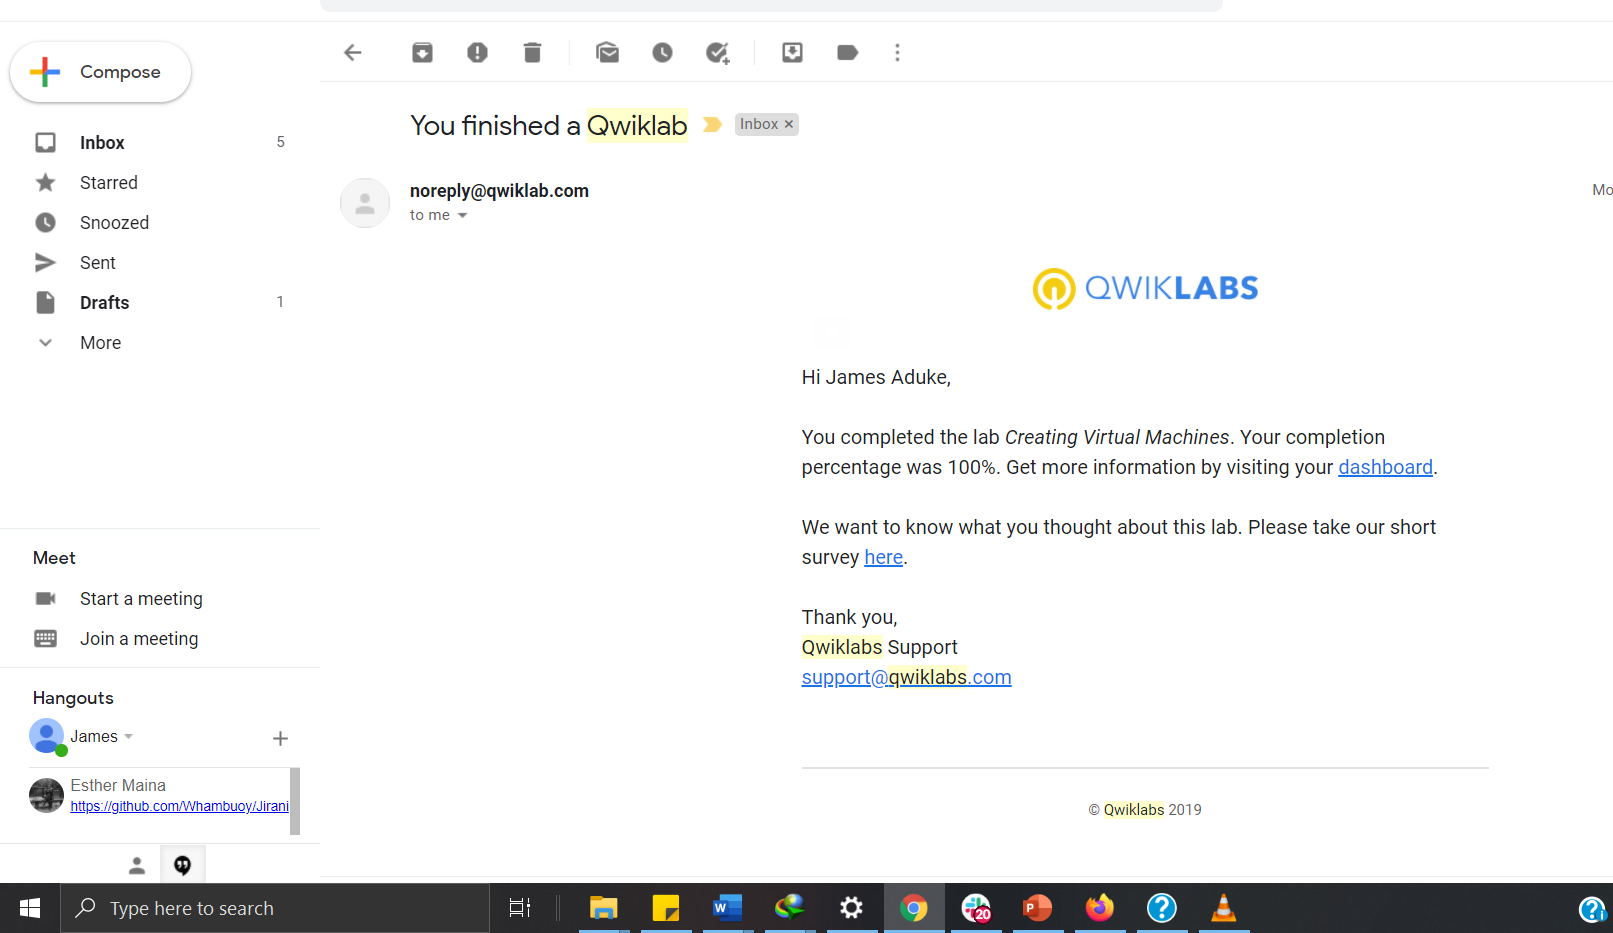 Compose
Inbox 5
Starred
Snoozed
Sent
Drafts 1
More
Meet
Start a meeting
Join a meeting
Hangouts
James
Esther Maina
https://github.com/Whambuoy/Jirani
You finished a Qwiklab Inbox ×
noreply@qwiklab.com
Mo
to me
QWIKLABS
Hi James Aduke,
You completed the lab Creating Virtual Machines. Your completion
percentage was 100%. Get more information by visiting your dashboard.
We want to know what you thought about this lab. Please take our short
survey here.
Thank you,
Qwiklabs Support
support@qwiklabs.com
© Qwiklabs 2019
Type here to search
W
20
P
?
?